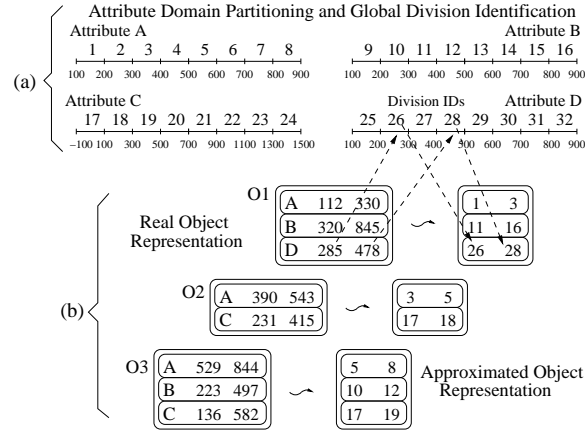 Attribute Domain Partitioning and Global Division Identification
Attribute A Attribute B
1 2 3 4 5 6 7 8 9 10 11 12 13 14 15 16
100 200 300 400 500 600 700 800 900 100 200 300 400 500 600 700 800 900
(a)
Attribute C Division IDs Attribute D
17 18 19 20 21 22 23 24 25 26 27 28 29 30 31 32
−100 100 300 500 700 900 1100 1300 1500 100 200 300 400 500 600 700 800 900
O1
A 112 330 1 3
B 320 845 11 16
D 285 478 26 28
Real Object
Representation
O2
A 390 543 3 5
C 231 415 17 18
(b)
O3
A 529 844 5 8
B 223 497 10 12
C 136 582 17 19
Approximated Object
Representation